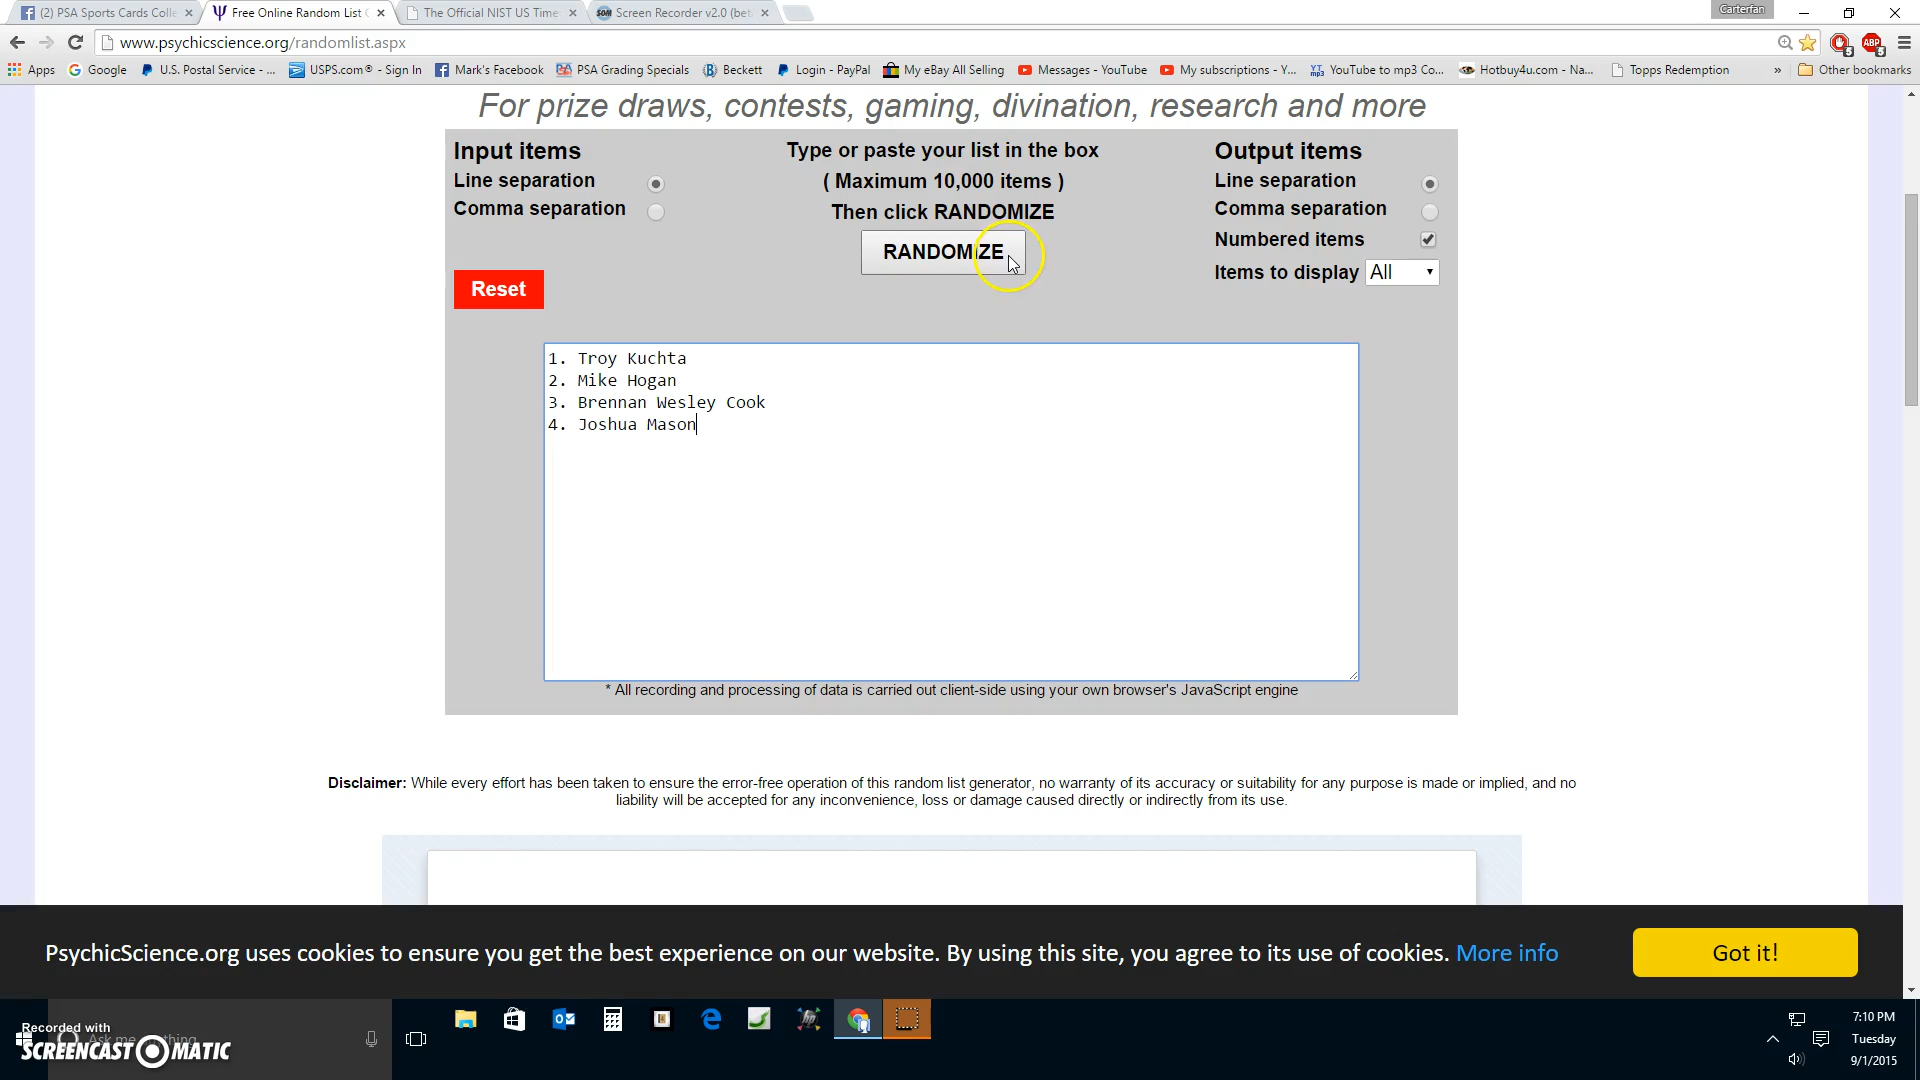 (2) PSA Sports Cards Colle
Free Online Random List G
The Official NIST US Time
Screen Recorder v2.0 (bet
Carterfan
www.psychicscience.org/randomlist.aspx
Apps
Google
U.S. Postal Service - ...
USPS.com® - Sign In
Mark's Facebook
PSA Grading Specials
Beckett
Login - PayPal
My eBay All Selling
Messages - YouTube
My subscriptions - Y...
YouTube to mp3 Co...
Hotbuy4u.com - Na...
Topps Redemption
»
Other bookmarks
For prize draws, contests, gaming, divination, research and more
Input items
Line separation
Comma separation
Reset
Type or paste your list in the box
( Maximum 10,000 items )
Then click RANDOMIZE
RANDOMIZE
Output items
Line separation
Comma separation
Numbered items
Items to display All
1. Troy Kuchta
2. Mike Hogan
3. Brennan Wesley Cook
4. Joshua Mason
* All recording and processing of data is carried out client-side using your own browser's JavaScript engine
Disclaimer: While every effort has been taken to ensure the error-free operation of this random list generator, no warranty of its accuracy or suitability for any purpose is made or implied, and no
liability will be accepted for any inconvenience, loss or damage caused directly or indirectly from its use.
PsychicScience.org uses cookies to ensure you get the best experience on our website. By using this site, you agree to its use of cookies. More info
Got it!
Recorded with
SCREENCAST-O-MATIC
7:10 PM
Tuesday
9/1/2015